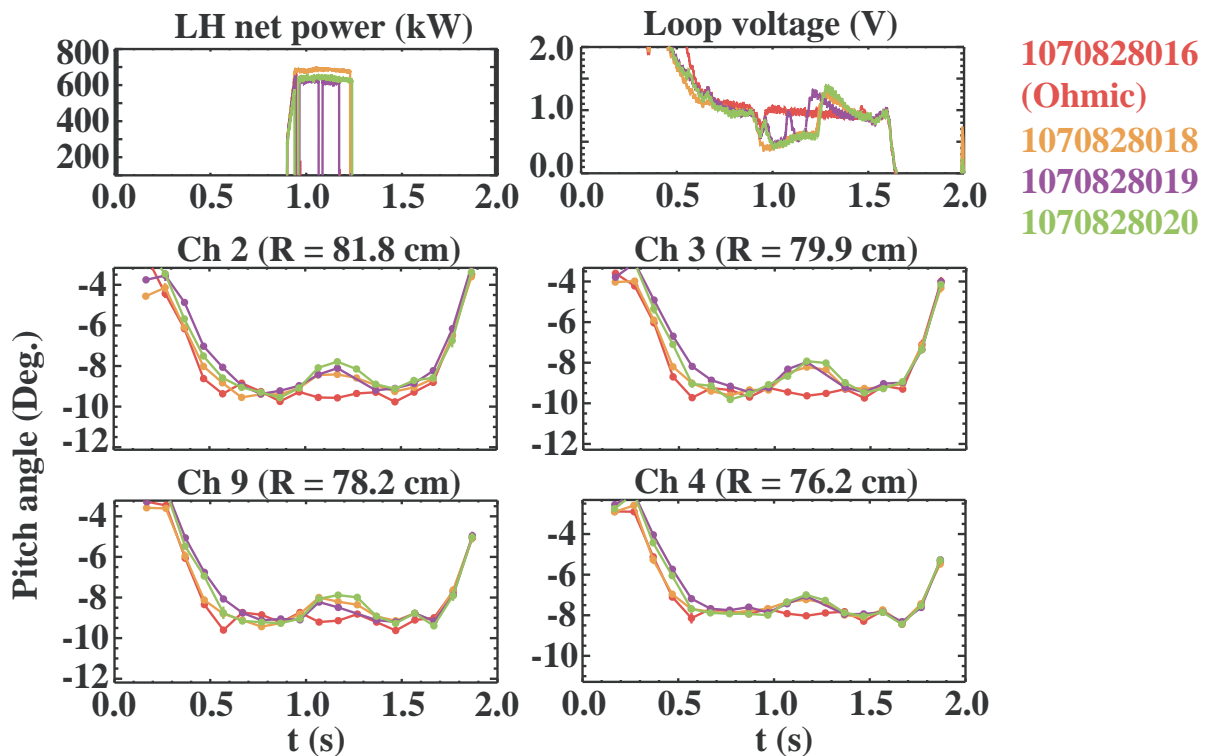 LH net power (kW)
Loop voltage (V)
800
600
400
200
0.0 0.5 1.0 1.5 2.0
2.0
1.0
0.0
0.0 0.5 1.0 1.5 2.0
1070828016
(Ohmic)
1070828018
1070828019
1070828020
Pitch angle (Deg.)
Ch 2 (R = 81.8 cm)
-4
-6
-8
-10
-12
Ch 3 (R = 79.9 cm)
-4
-6
-8
-10
-12
Ch 9 (R = 78.2 cm)
-4
-6
-8
-10
-12
0.0 0.5 1.0 1.5 2.0
t (s)
Ch 4 (R = 76.2 cm)
-4
-6
-8
-10
0.0 0.5 1.0 1.5 2.0
t (s)